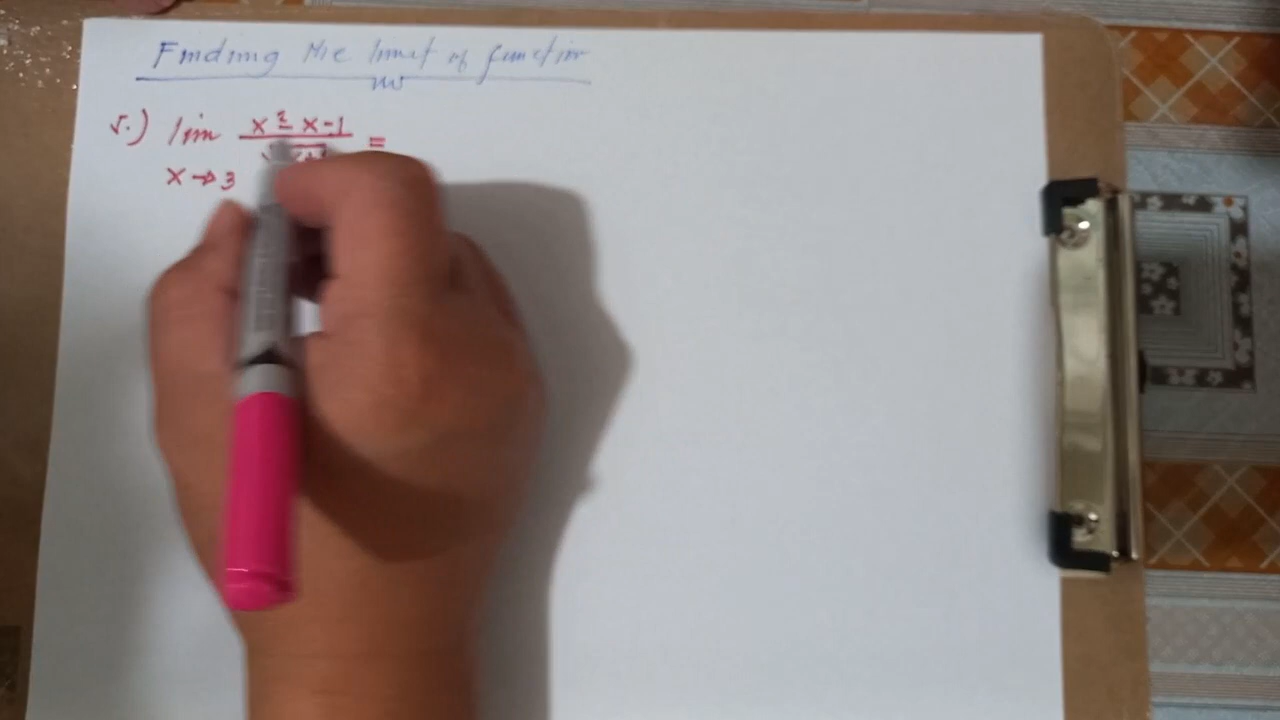 Finding the limit of function
5.) lim x²-x-1 =
x→3